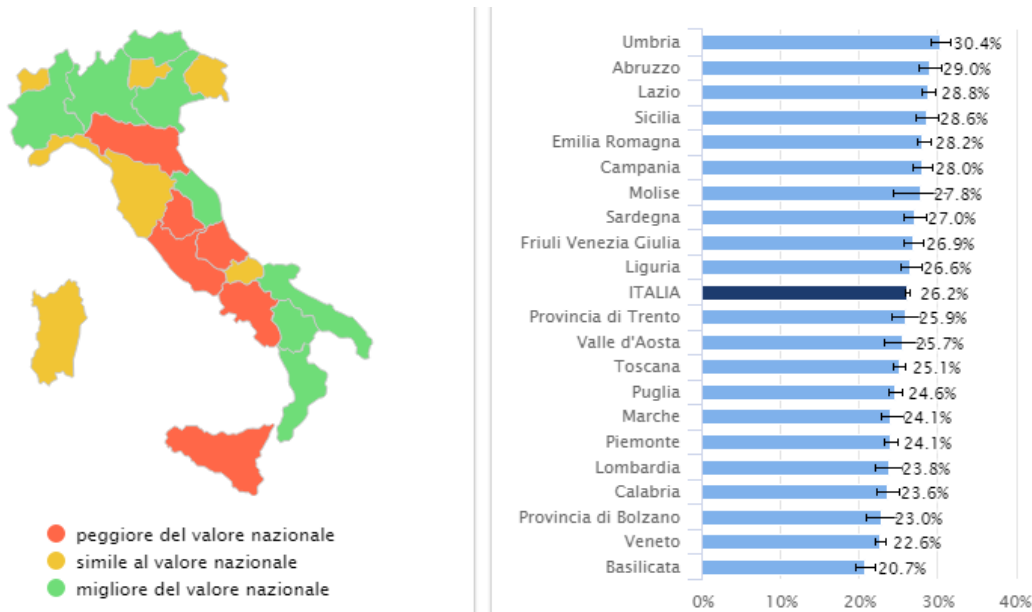 peggiore del valore nazionale
simile al valore nazionale
migliore del valore nazionale
Umbria 30.4%
Abruzzo 29.0%
Lazio 28.8%
Sicilia 28.6%
Emilia Romagna 28.2%
Campania 28.0%
Molise 27.8%
Sardegna 27.0%
Friuli Venezia Giulia 26.9%
Liguria 26.6%
ITALIA 26.2%
Provincia di Trento 25.9%
Valle d'Aosta 25.7%
Toscana 25.1%
Puglia 24.6%
Marche 24.1%
Piemonte 24.1%
Lombardia 23.8%
Calabria 23.6%
Provincia di Bolzano 23.0%
Veneto 22.6%
Basilicata 20.7%
0% 10% 20% 30% 40%